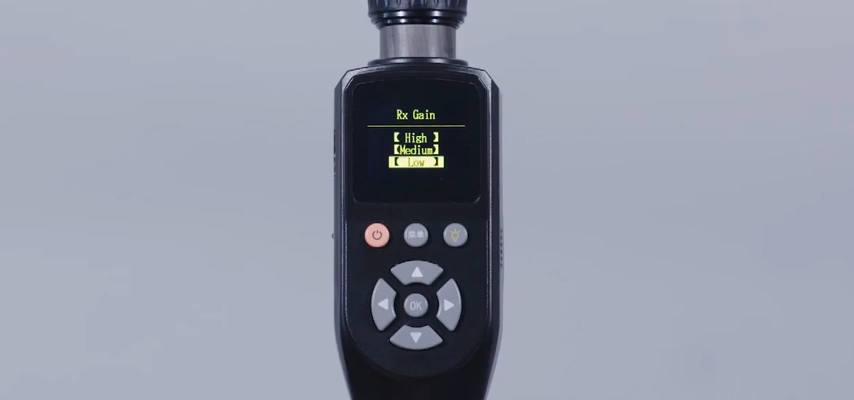 Rx Gain
【 High 】
【Medium】
【 Low 】
OK